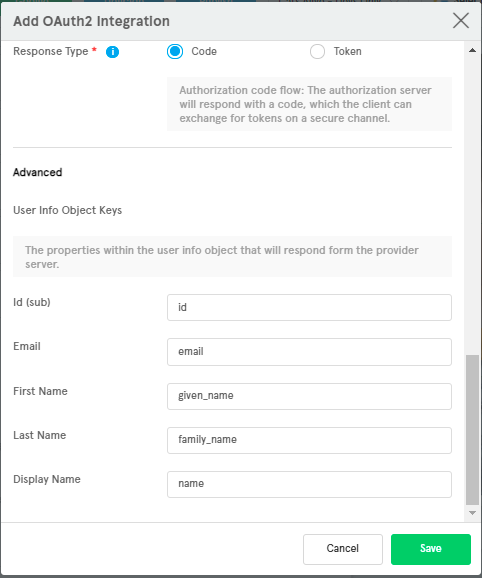 Add OAuth2 Integration
Response Type * i Code Token
Authorization code flow: The authorization server
will respond with a code, which the client can
exchange for tokens on a secure channel.
Advanced
User Info Object Keys
The properties within the user info object that will respond form the provider
server.
Id (sub) id
Email email
First Name given_name
Last Name family_name
Display Name name
Cancel Save